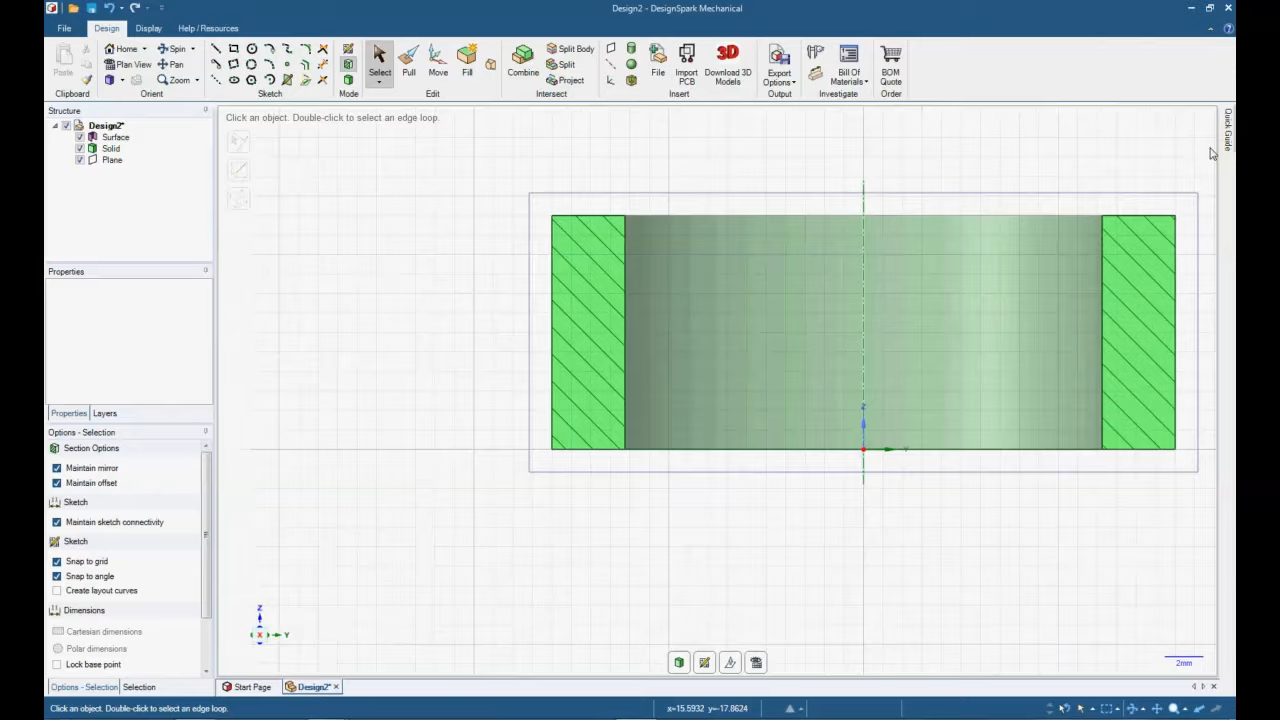 Design2 - DesignSpark Mechanical
File Design Display Help / Resources
Paste
Clipboard
Home Spin
Plan View Pan
Zoom
Orient
Sketch
Mode
Select Pull Move Fill
Edit
Combine
Split Body
Split
Project
Intersect
File Import PCB Download 3D Models
3D
Insert
Export Options
Output
Bill Of Materials
Investigate
BOM Quote
Order
Structure
Design2*
Surface
Solid
Plane
Properties
Properties Layers
Options - Selection
Section Options
Maintain mirror
Maintain offset
Sketch
Maintain sketch connectivity
Sketch
Snap to grid
Snap to angle
Create layout curves
Dimensions
Cartesian dimensions
Polar dimensions
Lock base point
Options - Selection Selection
Click an object. Double-click to select an edge loop.
Quick Guide
Z
Y
Z
X
Y
2mm
Start Page Design2*
Click an object. Double-click to select an edge loop.
x=15.5932 y=-17.8624